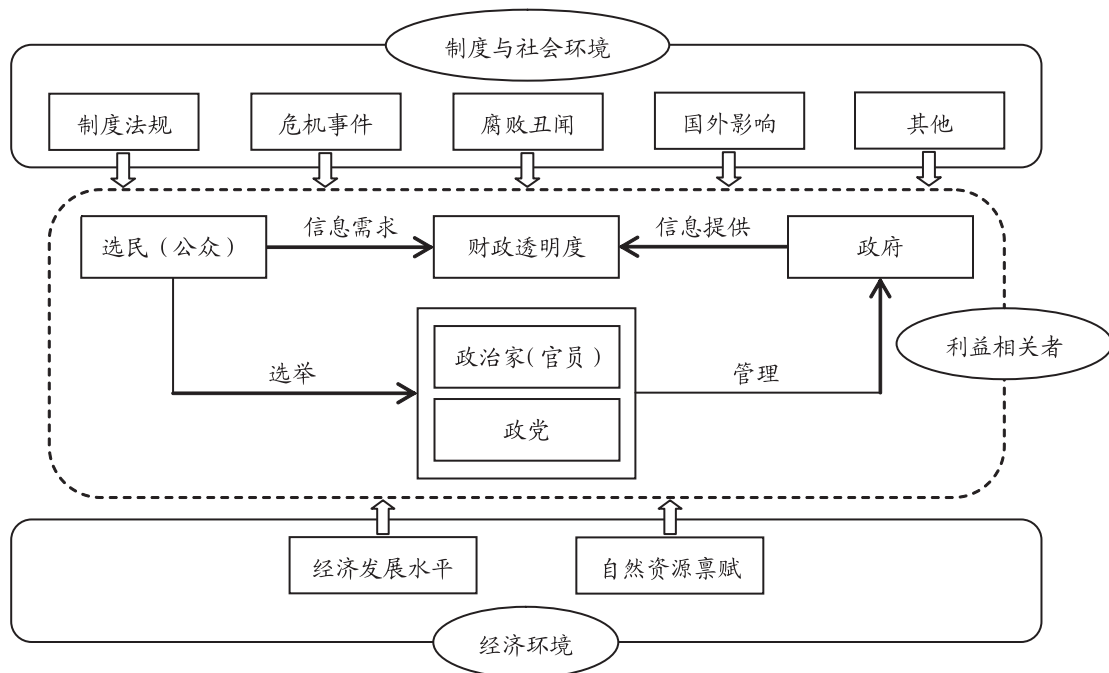 制度与社会环境
制度法规
危机事件
腐败丑闻
国外影响
其他
选民（公众）
信息需求
财政透明度
信息提供
政府
政治家（官员）
利益相关者
选举
管理
政党
经济发展水平
自然资源禀赋
经济环境